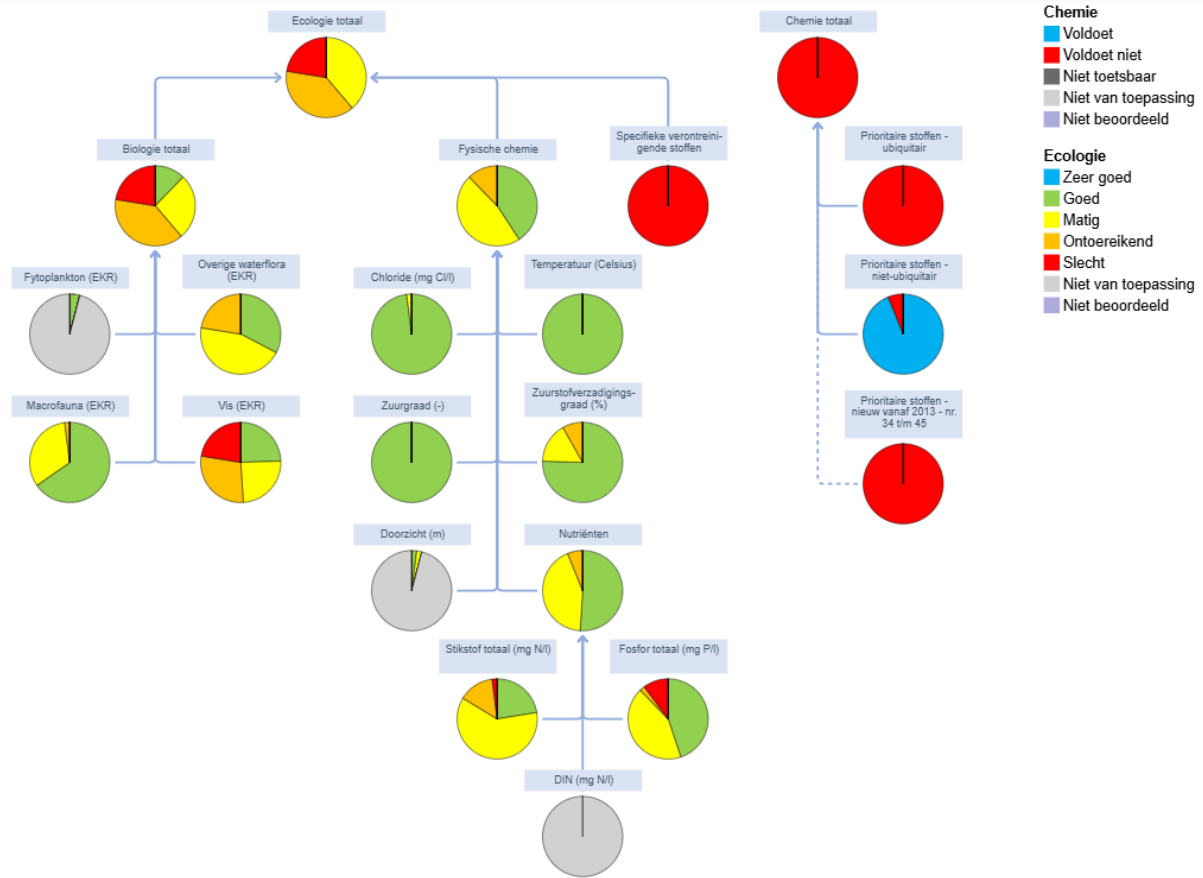 Ecologie totaal
Chemie totaal
Biologie totaal
Fysische chemie
Specifieke verontreini-
gende stoffen
Prioritaire stoffen -
ubiquitair
Fytoplankton (EKR)
Overige waterflora
(EKR)
Chloride (mg Cl/l)
Temperatuur (Celsius)
Prioritaire stoffen -
niet-ubiquitair
Macrofauna (EKR)
Vis (EKR)
Zuurgraad (-)
Zuurstofverzadigings-
graad (%)
Prioritaire stoffen -
nieuw vanaf 2013 - nr.
34 t/m 45
Doorzicht (m)
Nutriënten
Stikstof totaal (mg N/l)
Fosfor totaal (mg P/l)
DIN (mg N/l)
Chemie
Voldoet
Voldoet niet
Niet toetsbaar
Niet van toepassing
Niet beoordeeld
Ecologie
Zeer goed
Goed
Matig
Ontoereikend
Slecht
Niet van toepassing
Niet beoordeeld